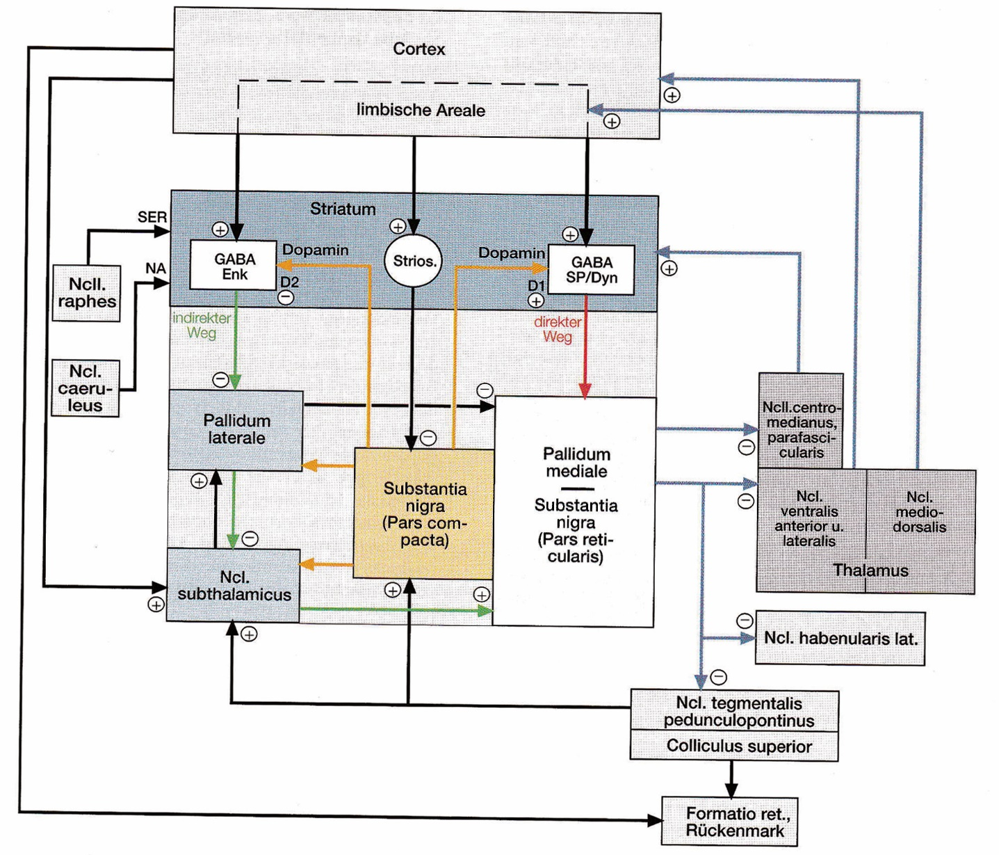 Cortex
limbische Areale
+
+
SER
Striatum
+
+
+
Dopamin
Dopamin
NA
GABA
Enk
Strios.
GABA
SP/Dyn
+
D2
−
D1
+
Ncll.
raphes
indirekter
Weg
direkter
Weg
Ncl.
caeru-
leus
−
−
Pallidum
laterale
−
Pallidum
mediale
Substantia
nigra
(Pars reti-
cularis)
Ncll.centro-
medianus,
parafasci-
cularis
−
−
+
Substantia
nigra
(Pars com-
pacta)
Ncl.
ventralis
anterior u.
lateralis
Ncl.
medio-
dorsalis
Thalamus
−
Ncl.
subthalamicus
+
+
+
+
−
Ncl. habenularis lat.
−
Ncl. tegmentalis
pedunculopontinus
Colliculus superior
Formatio ret.,
Rückenmark